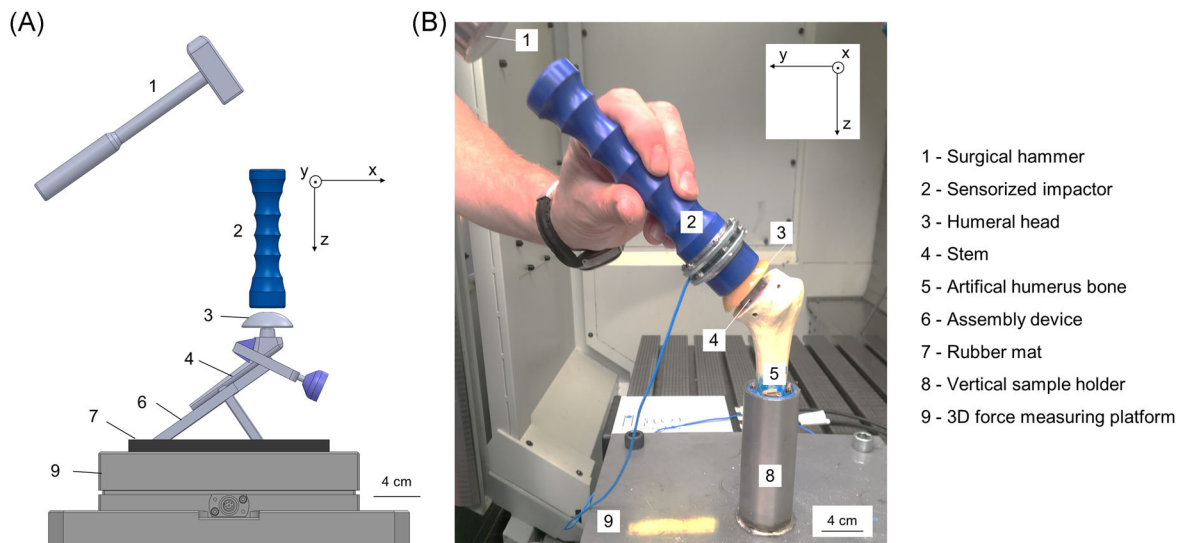 (A)
1
2
y
x
z
3
4
6
7
9
4 cm
(B)
1
y
x
z
2
3
4
5
8
9
4 cm
1 - Surgical hammer
2 - Sensorized impactor
3 - Humeral head
4 - Stem
5 - Artifical humerus bone
6 - Assembly device
7 - Rubber mat
8 - Vertical sample holder
9 - 3D force measuring platform